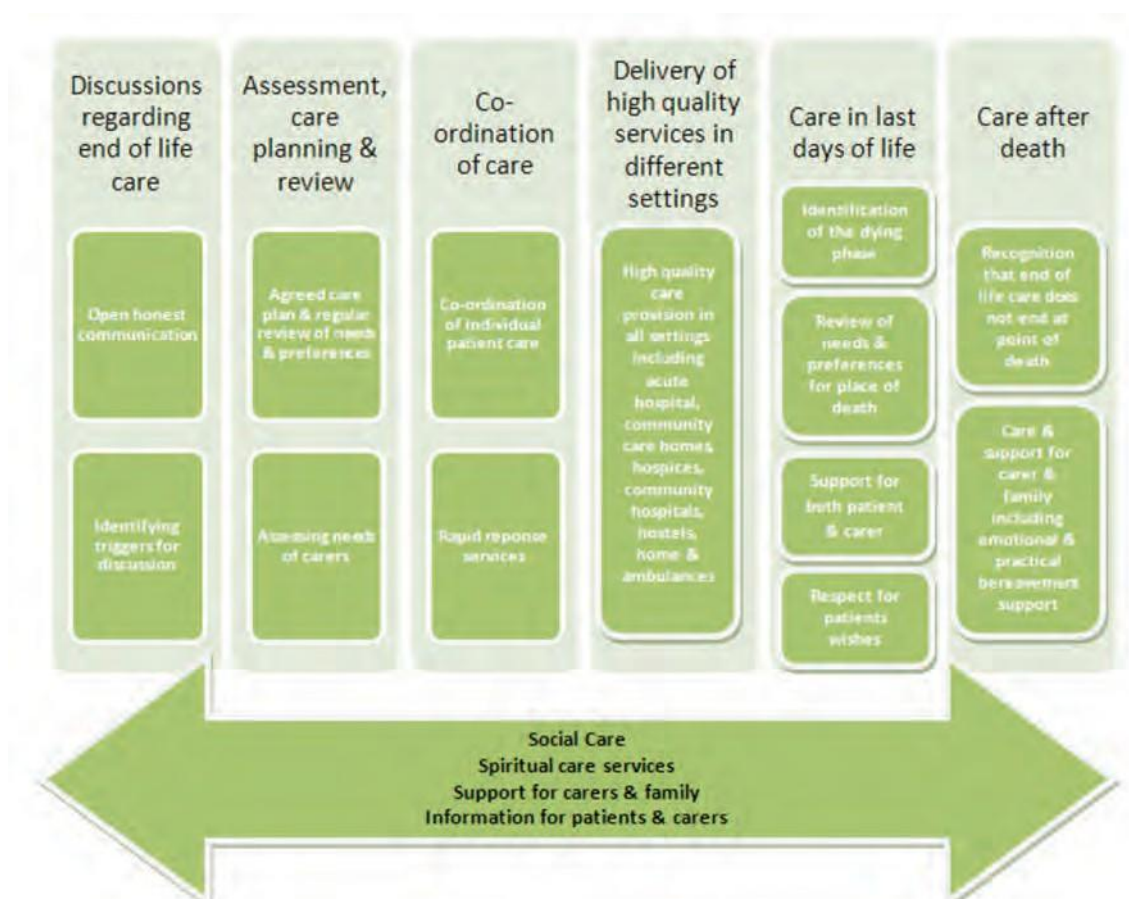 Discussions
regarding
end of life
care
Open honest
communication
Identifying
triggers for
discussion
Assessment,
care
planning &
review
Agreed care
plan & regular
review of needs
& preferences
Assessing needs
of carers
Co-
ordination
of care
Co-ordination
of individual
patient care
Rapid reponse
services
Delivery of
high quality
services in
different
settings
High quality
care
provision in
all settings
including
acute
hospital,
community
care homes,
hospices,
community
hospitals,
hostels,
home &
ambulances
Care in last
days of life
Identification
of the dying
phase
Review of
needs &
preferences
for place of
death
Support for
both patient
& carer
Respect for
patients
wishes
Care after
death
Recognition
that end of
life care does
not end at
point of
death
Care &
support for
carer &
family
including
emotional &
practical
bereavement
support
Social Care
Spiritual care services
Support for carers & family
Information for patients & carers